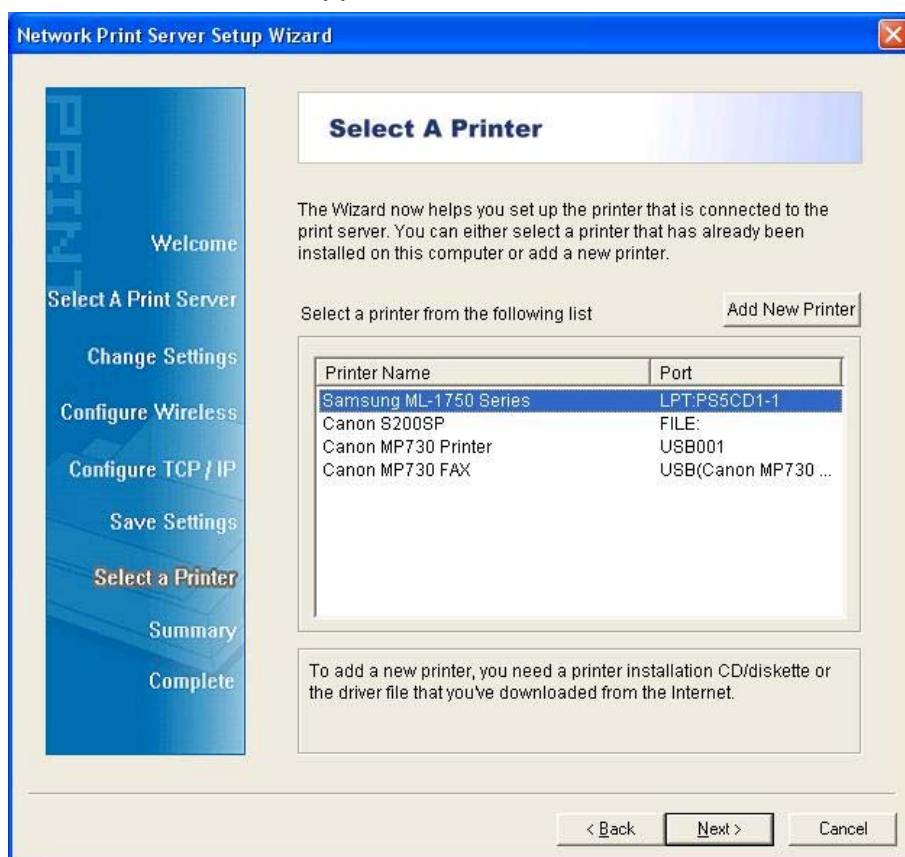 Network Print Server Setup Wizard
PRINT
Welcome
Select A Print Server
Change Settings
Configure Wireless
Configure TCP / IP
Save Settings
Select a Printer
Summary
Complete
Select A Printer
The Wizard now helps you set up the printer that is connected to the
print server. You can either select a printer that has already been
installed on this computer or add a new printer.
Select a printer from the following list
Add New Printer
Printer Name Port
Samsung ML-1750 Series LPT:PS5CD1-1
Canon S200SP FILE:
Canon MP730 Printer USB001
Canon MP730 FAX USB(Canon MP730 ...
To add a new printer, you need a printer installation CD/diskette or
the driver file that you've downloaded from the Internet.
< Back Next > Cancel